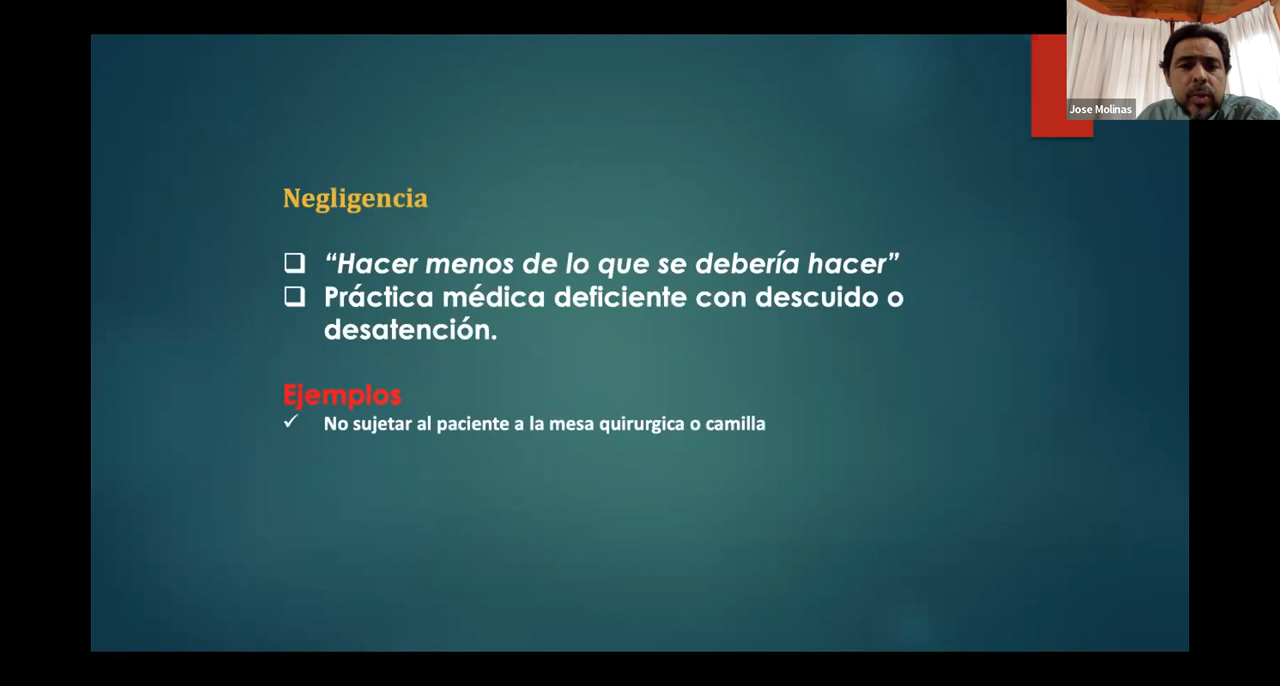 Jose Molinas
Negligencia
“Hacer menos de lo que se debería hacer”
Práctica médica deficiente con descuido o
desatención.
Ejemplos
No sujetar al paciente a la mesa quirurgica o camilla